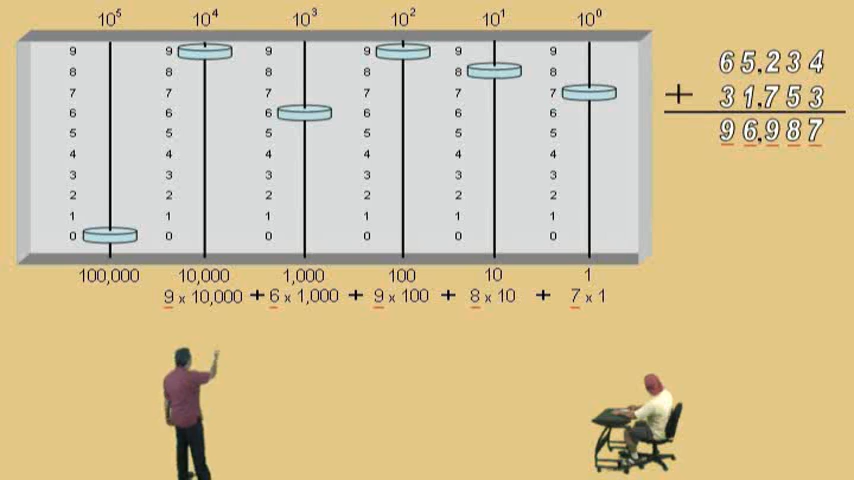 10⁵ 10⁴ 10³ 10² 10¹ 10⁰
9 9 9 9 9
8 8 8 8 8 8
7 7 7 7 7 7
6 6 6 6 6 6
5 5 5 5 5 5
4 4 4 4 4 4
3 3 3 3 3 3
2 2 2 2 2 2
1 1 1 1 1 1
0 0 0 0 0 0
100,000 10,000 1,000 100 10 1
9 x 10,000 + 6 x 1,000 + 9 x 100 + 8 x 10 + 7 x 1
65,234
+ 31,753
96,987